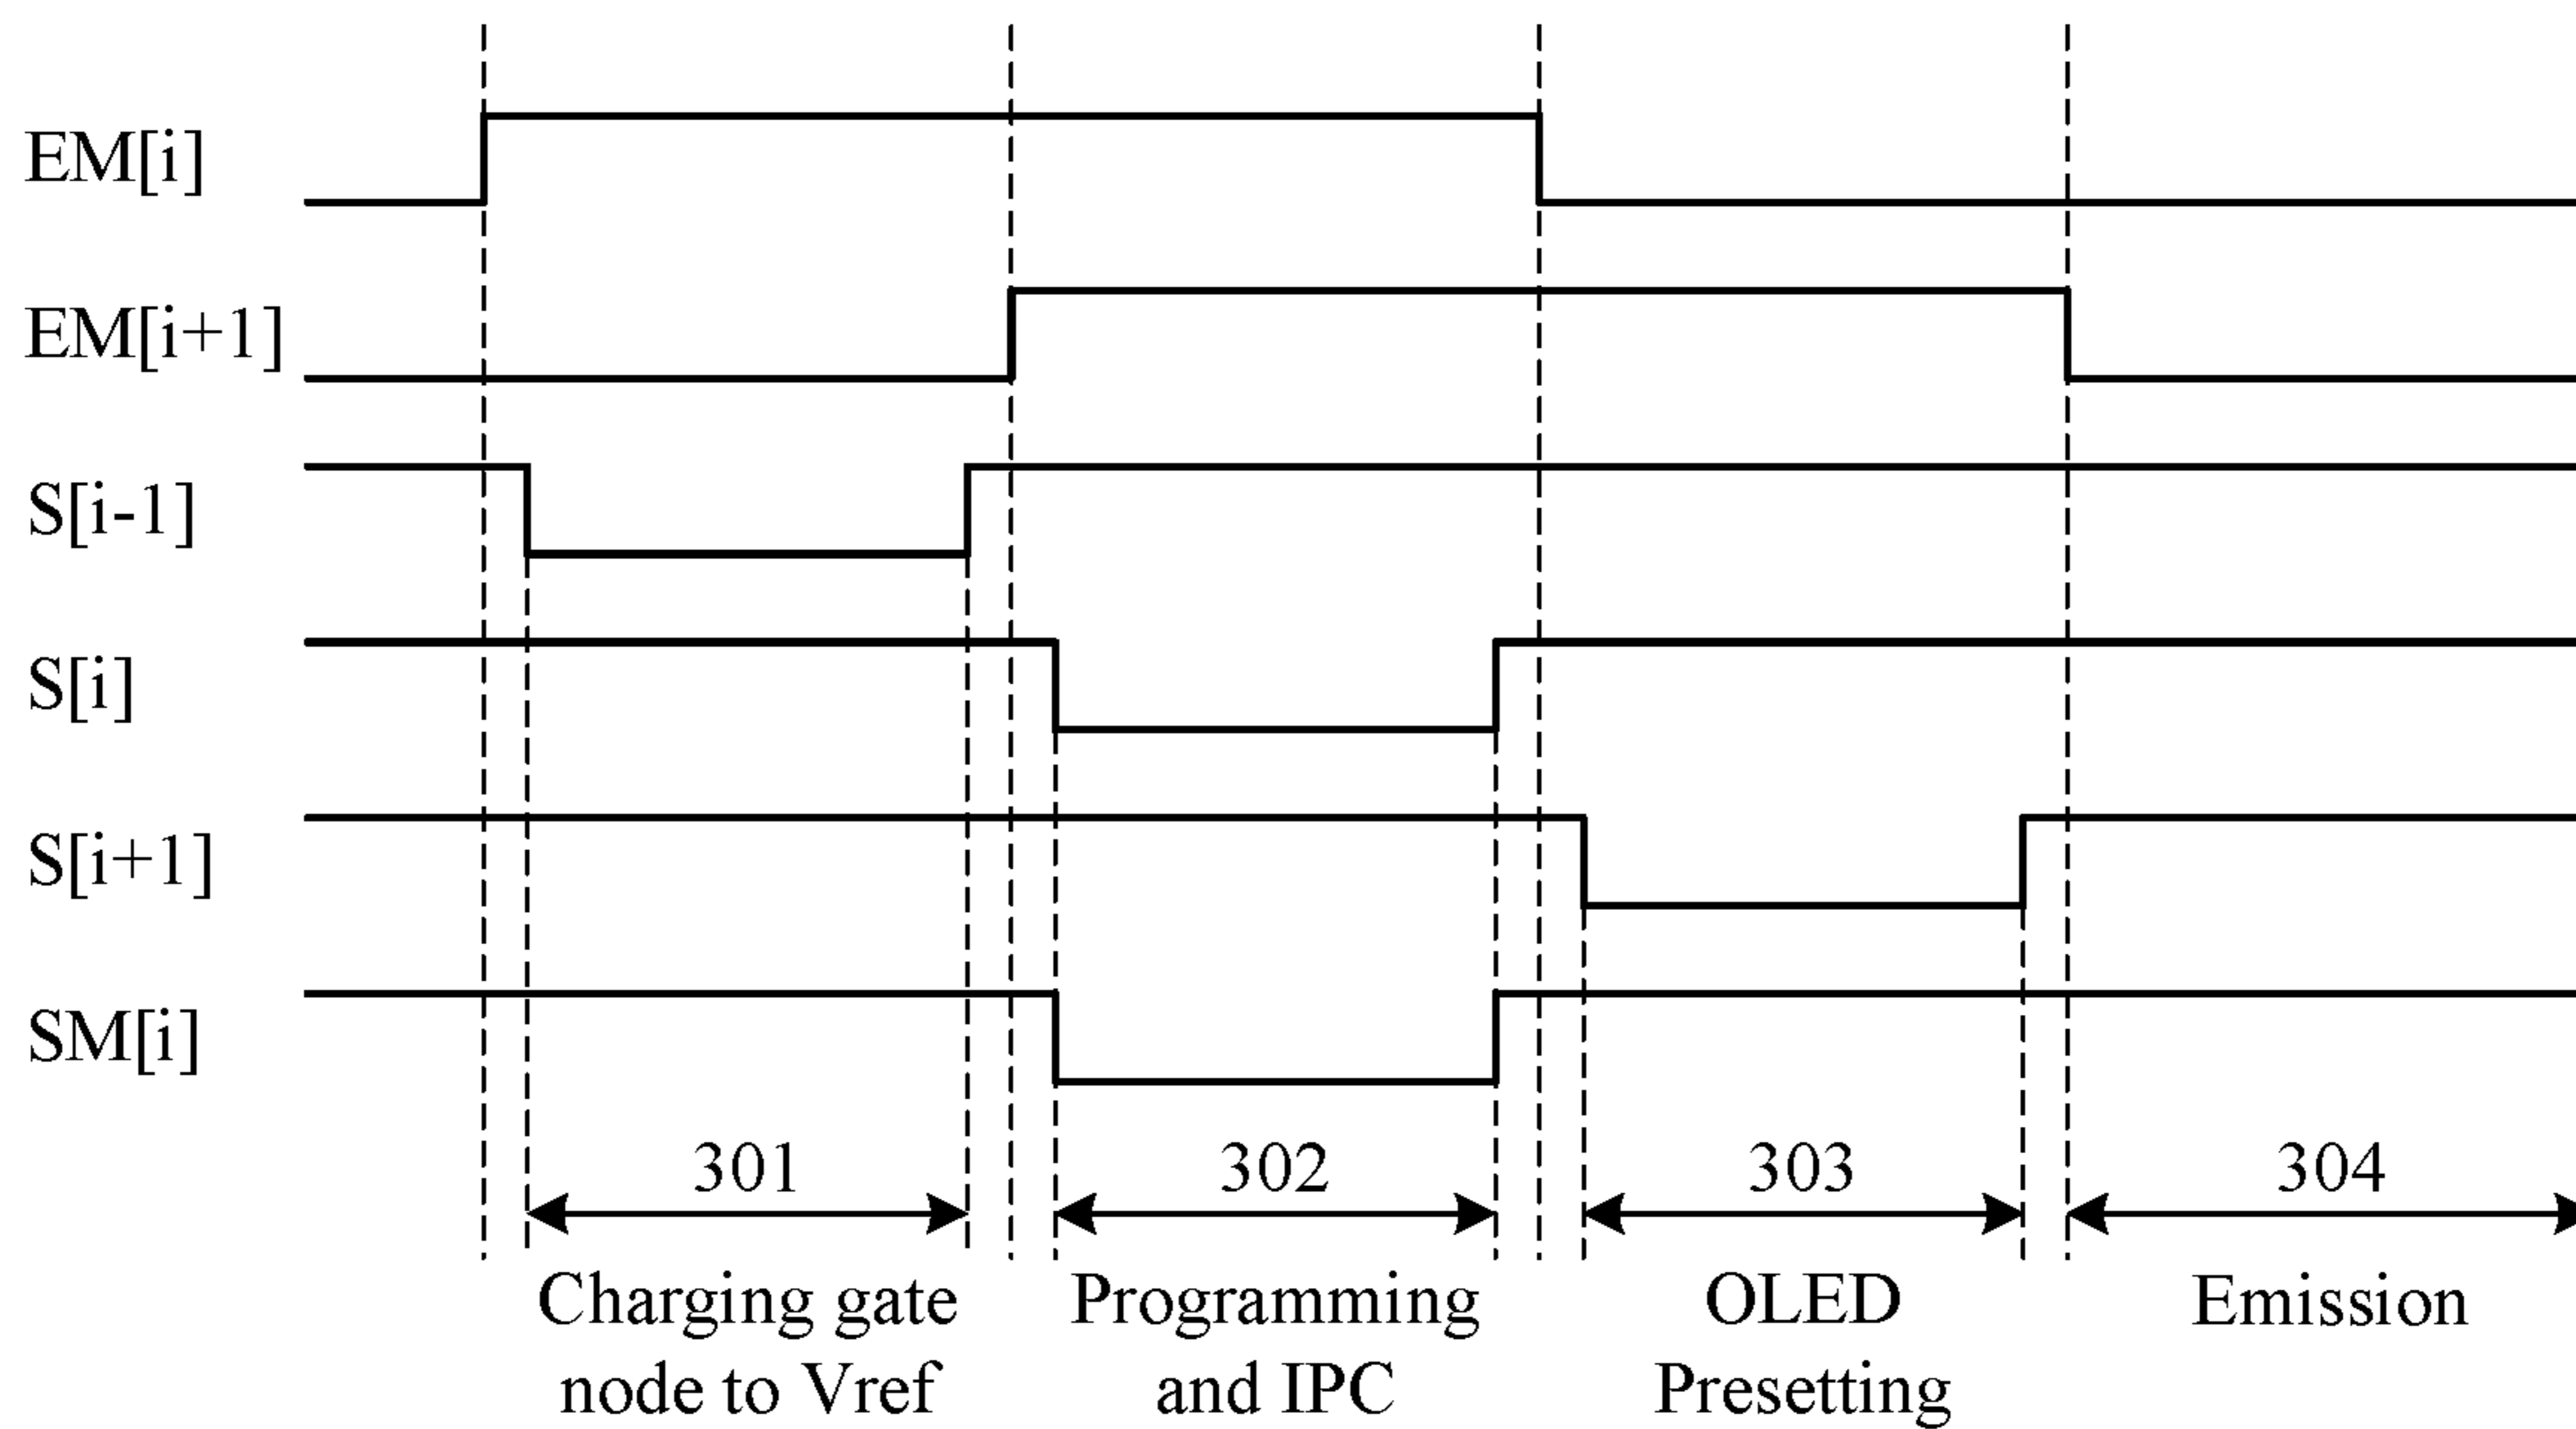 EM[i]
EM[i+1]
S[i-1]
S[i]
S[i+1]
SM[i]
301 302 303 304
Charging gate Programming OLED Emission
node to Vref and IPC Presetting